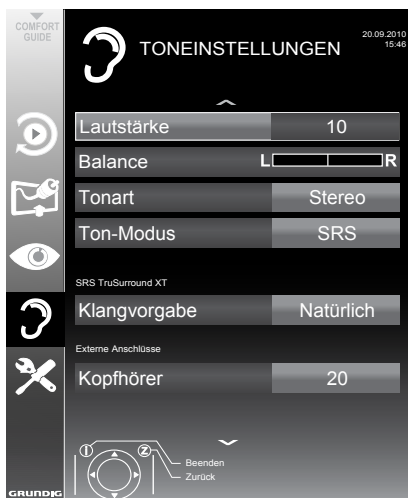 COMFORT
GUIDE
TONEINSTELLUNGEN
20.09.2010
15:46
Lautstärke 10
Balance L R
Tonart Stereo
Ton-Modus SRS
SRS TruSurround XT
Klangvorgabe Natürlich
Externe Anschlüsse
Kopfhörer 20
Z
Beenden
Zurück
GRUNDIG